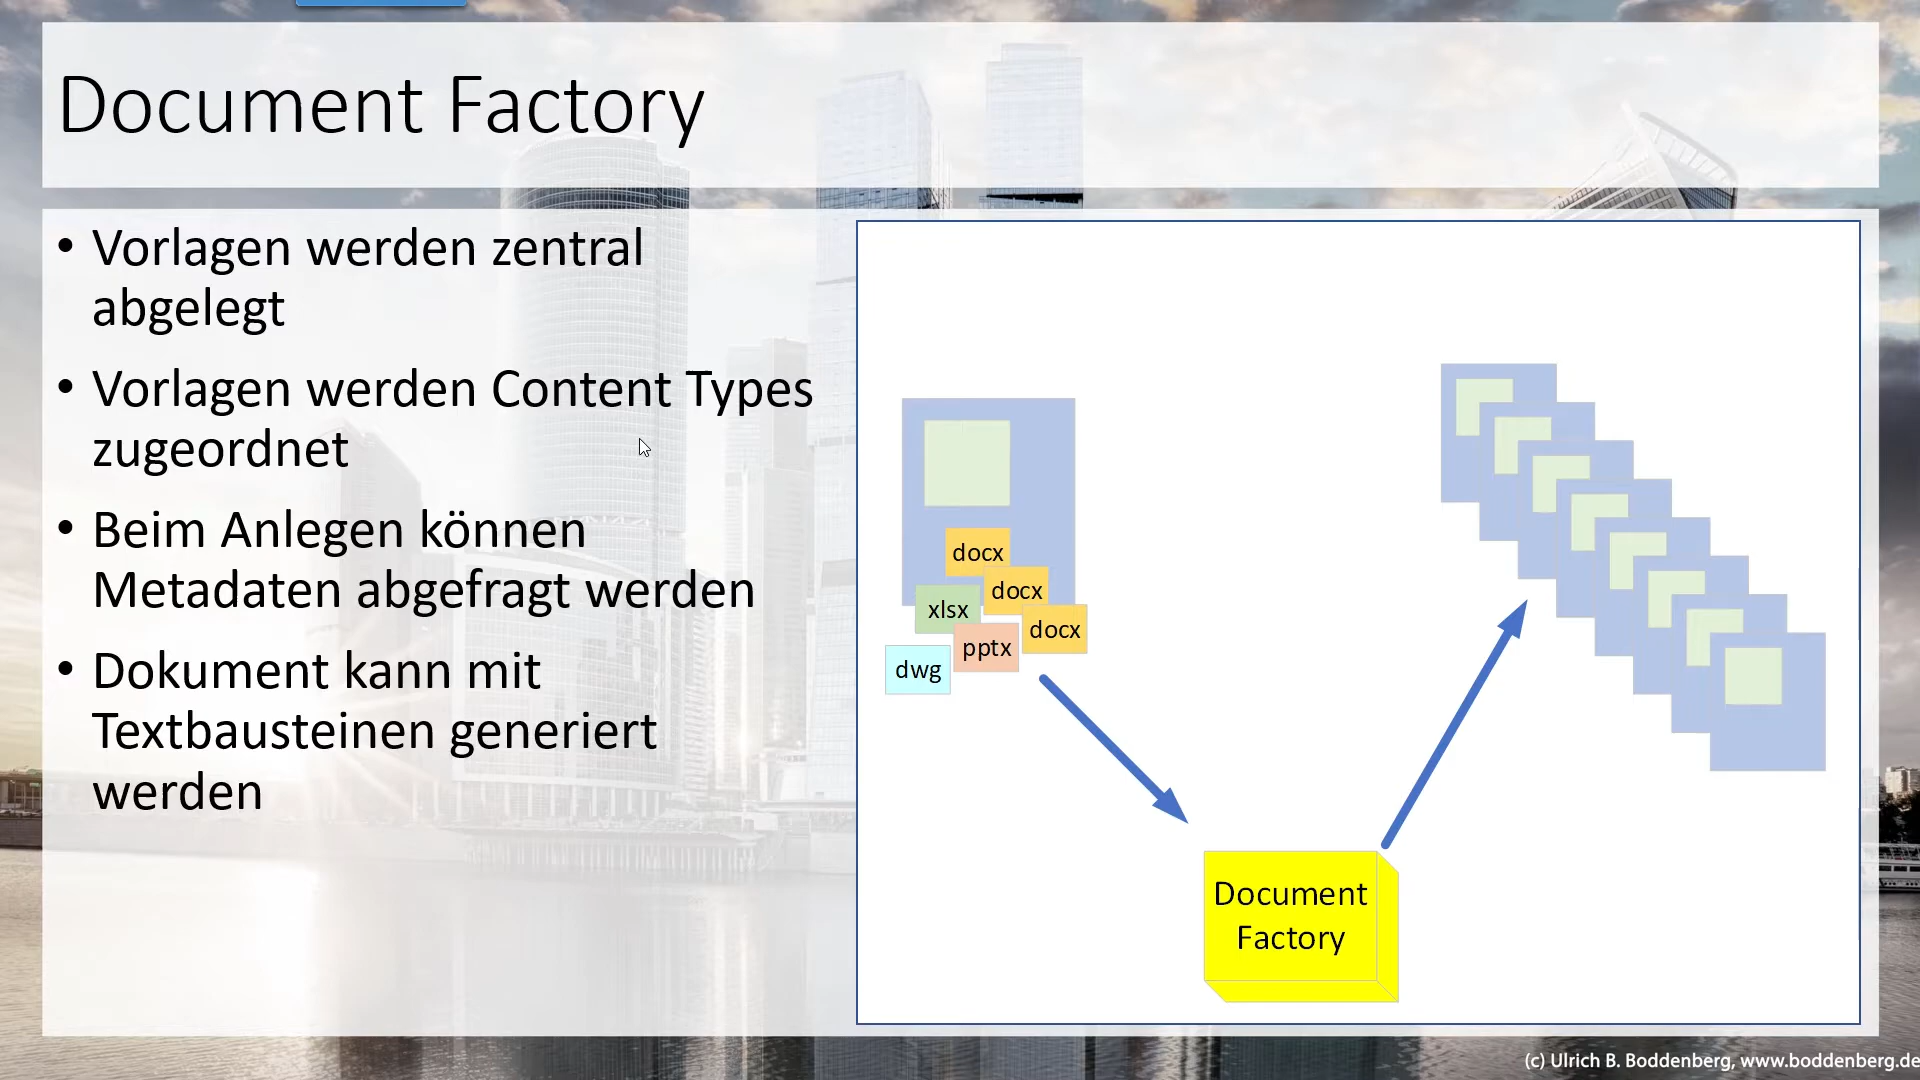 Document Factory
• Vorlagen werden zentral
abgelegt
• Vorlagen werden Content Types
zugeordnet
• Beim Anlegen können
Metadaten abgefragt werden
• Dokument kann mit
Textbausteinen generiert
werden
docx
docx
xlsx
docx
pptx
dwg
Document
Factory
(c) Ulrich B. Boddenberg, www.boddenberg.de